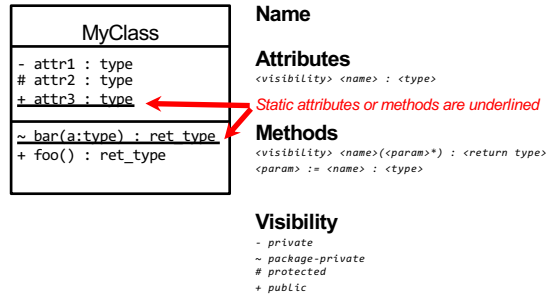 MyClass
- attr1 : type
# attr2 : type
+ attr3 : type
~ bar(a:type) : ret_type
+ foo() : ret_type
Name
Attributes
<visibility> <name> : <type>
Static attributes or methods are underlined
Methods
<visibility> <name>(<param>*) : <return type>
<param> := <name> : <type>
Visibility
- private
~ package-private
# protected
+ public